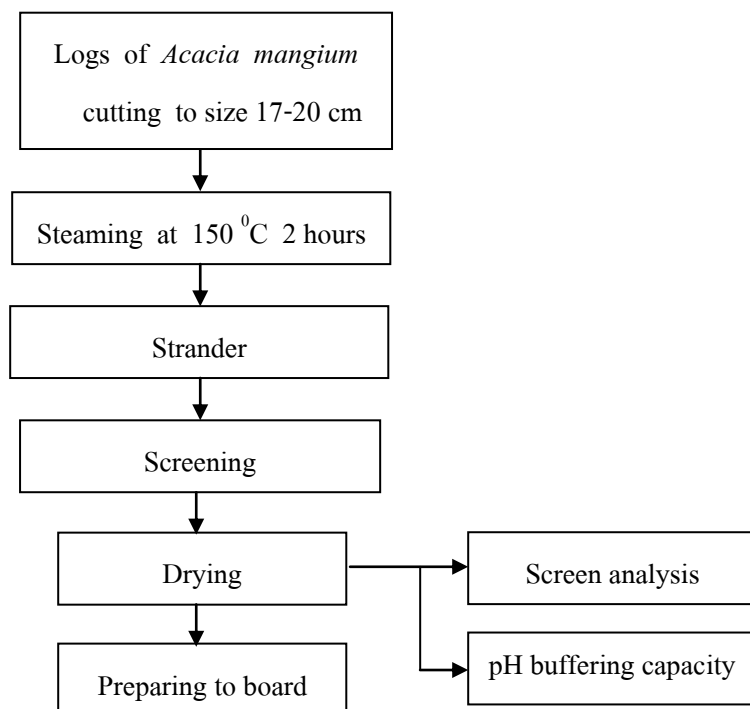 Logs of Acacia mangium
cutting to size 17-20 cm
Steaming at 150 ⁰C 2 hours
Strander
Screening
Drying
Screen analysis
pH buffering capacity
Preparing to board